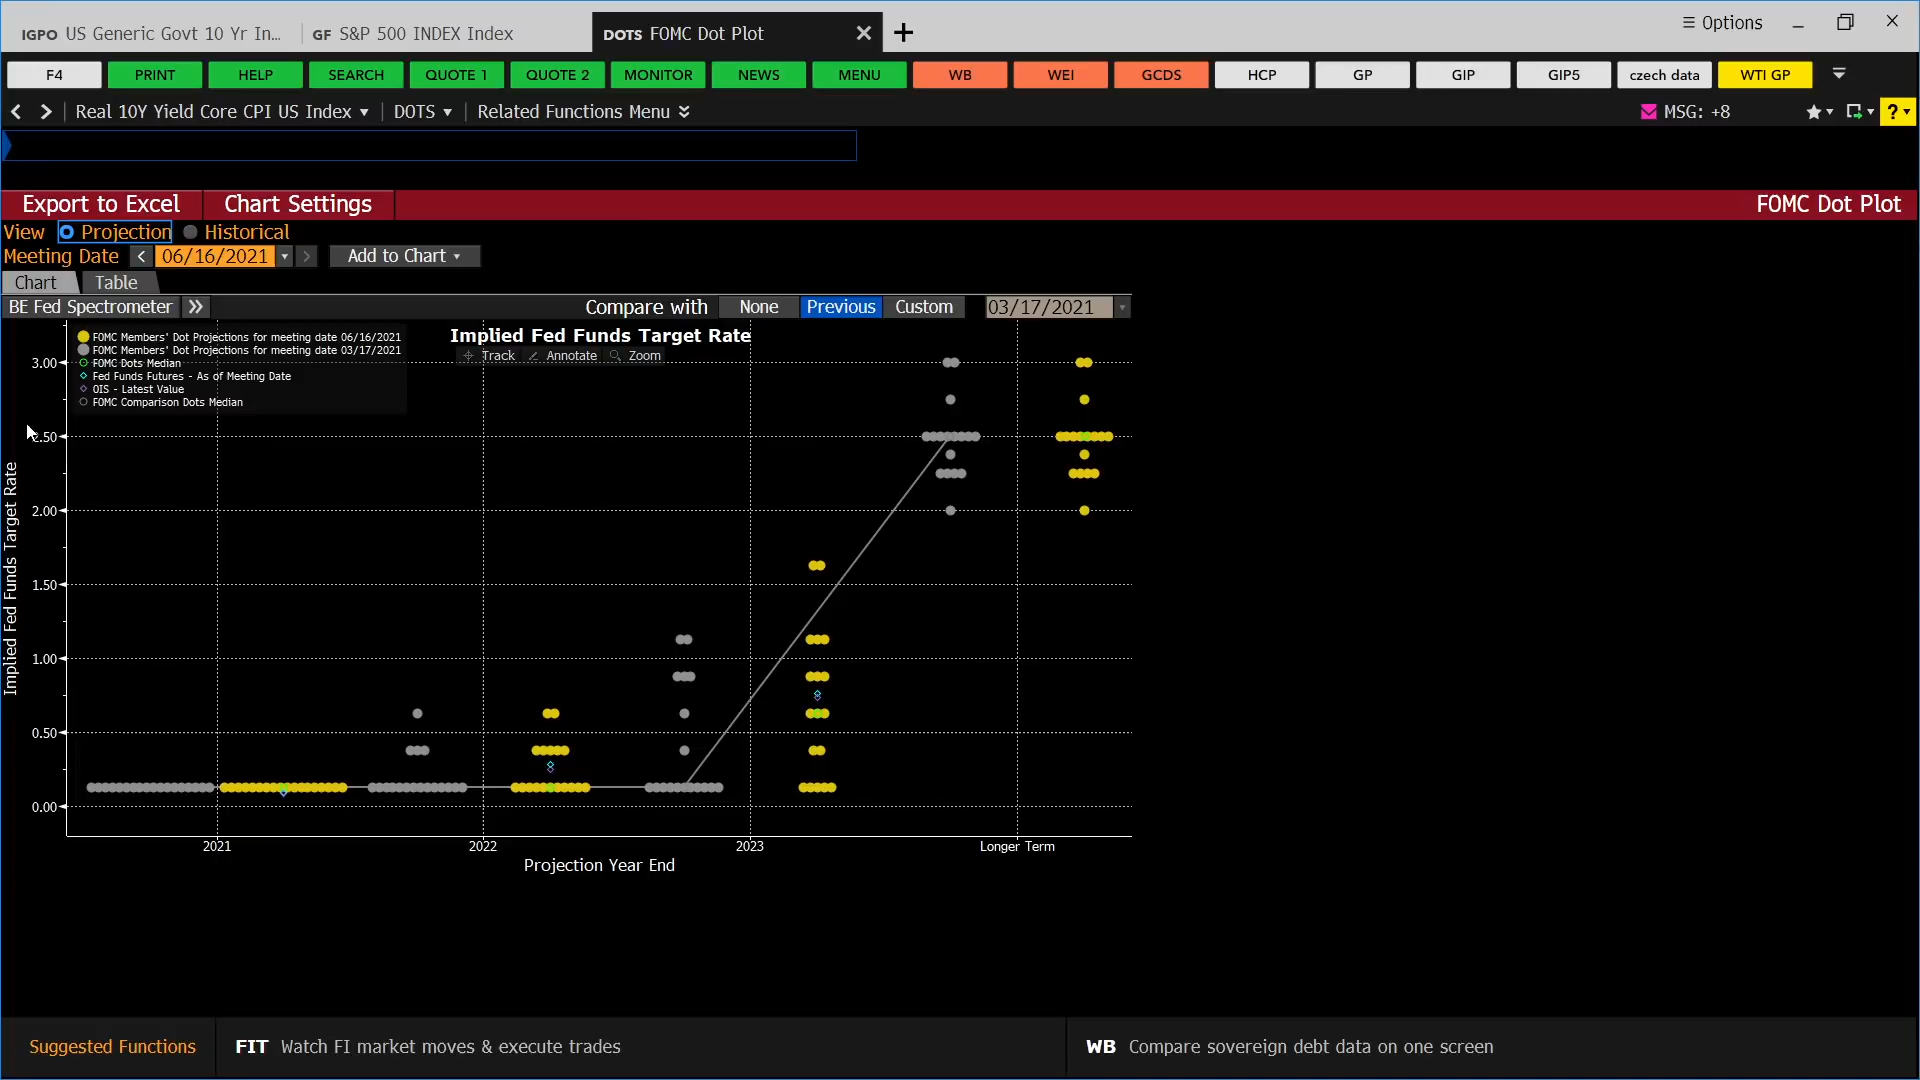 IGPO US Generic Govt 10 Yr In... GF S&P 500 INDEX Index DOTS FOMC Dot Plot Options
F4 PRINT HELP SEARCH QUOTE 1 QUOTE 2 MONITOR NEWS MENU WB WEI GCDS HCP GP GIP GIP5 czech data WTI GP
Real 10Y Yield Core CPI US Index DOTS Related Functions Menu MSG: +8 ?
Export to Excel Chart Settings FOMC Dot Plot
View Projection Historical
Meeting Date < 06/16/2021 > Add to Chart
Chart Table
BE Fed Spectrometer Compare with None Previous Custom 03/17/2021
Implied Fed Funds Target Rate
Track Annotate Zoom
FOMC Members' Dot Projections for meeting date 06/16/2021
FOMC Members' Dot Projections for meeting date 03/17/2021
FOMC Dots Median
Fed Funds Futures - As of Meeting Date
OIS - Latest Value
FOMC Comparison Dots Median
3.00
2.50
2.00
1.50
1.00
0.50
0.00
Implied Fed Funds Target Rate
2021 2022 2023 Longer Term
Projection Year End
Suggested Functions FIT Watch FI market moves & execute trades WB Compare sovereign debt data on one screen